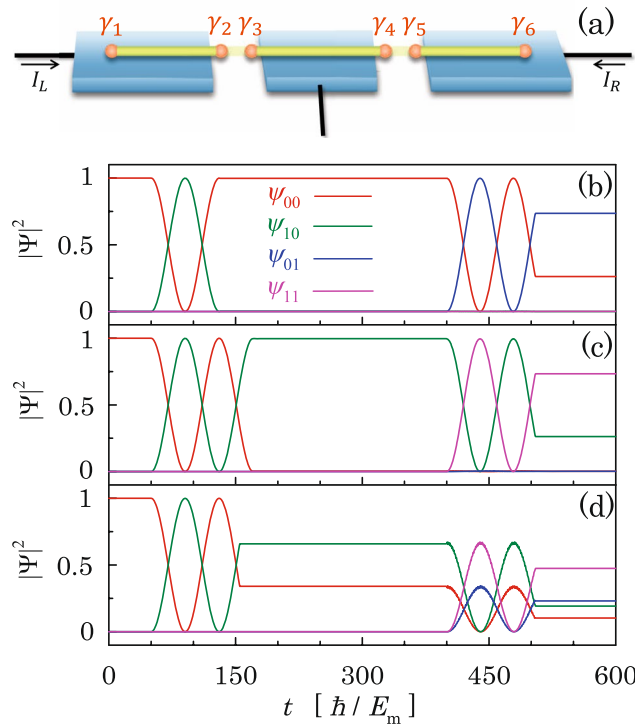 γ₁ γ₂ γ₃ γ₄ γ₅ γ₆ (a)
I_L I_R
1 (b)
ψ₀₀
ψ₁₀
|Ψ|² 0.5
ψ₀₁
ψ₁₁
0
1 (c)
|Ψ|² 0.5
0
1 (d)
|Ψ|² 0.5
0
0 150 300 450 600
t [ ℏ / E_m ]